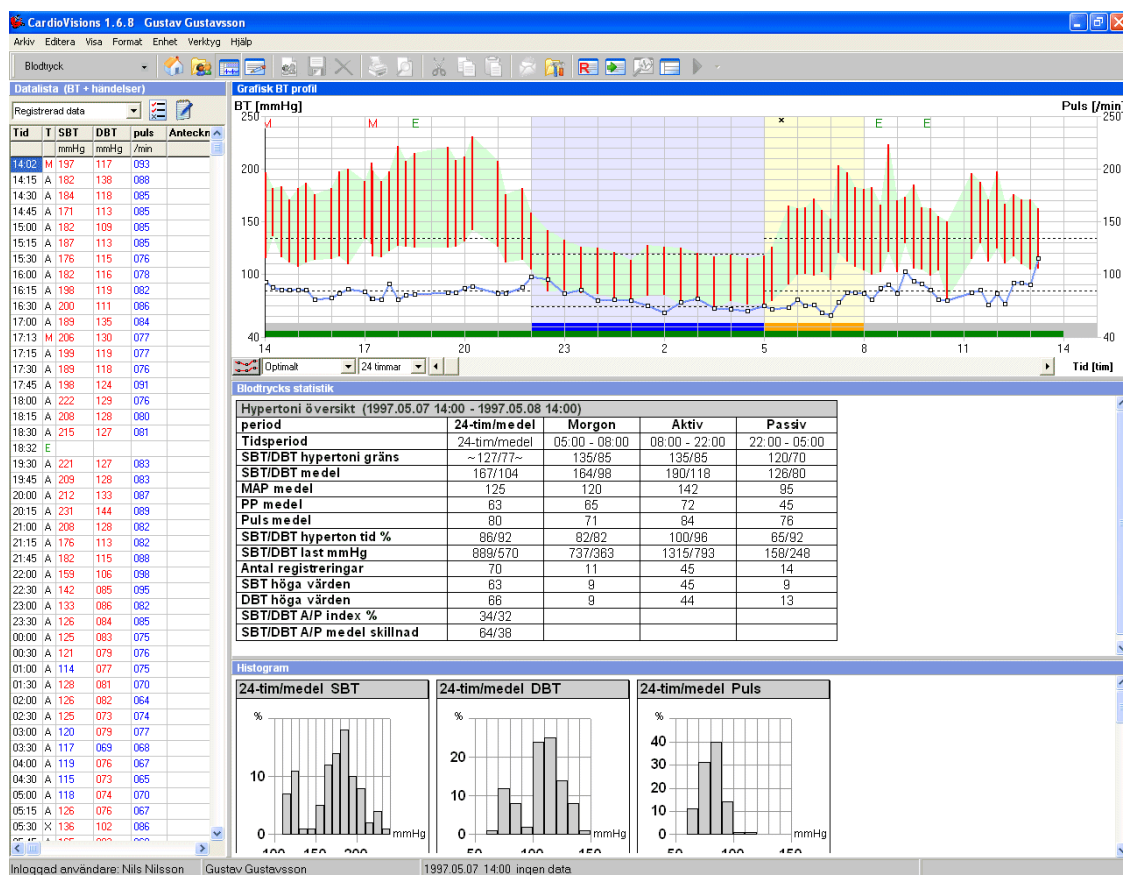 CardioVisions 1.6.8 Gustav Gustavsson
Arkiv Editera Visa Format Enhet Verktyg Hjälp
Blodtryck
Datalista (BT + händelser)
Registrerad data
Tid T SBT DBT puls Anteckn
mmHg mmHg /min
14:02 M 197 117 093
14:15 A 182 138 088
14:30 A 184 118 085
14:45 A 171 113 085
15:00 A 182 109 085
15:15 A 187 113 085
15:30 A 176 115 076
16:00 A 182 116 078
16:15 A 198 119 082
16:30 A 200 111 086
17:00 A 189 135 084
17:13 M 206 130 077
17:15 A 199 119 077
17:30 A 189 118 076
17:45 A 198 124 091
18:00 A 222 129 076
18:15 A 208 128 080
18:30 A 215 127 081
18:32 E
19:30 A 221 127 083
19:45 A 209 128 083
20:00 A 212 133 087
20:15 A 231 144 089
21:00 A 208 128 082
21:15 A 176 113 082
21:45 A 182 115 088
22:00 A 159 106 098
22:30 A 142 085 095
23:00 A 133 086 082
23:30 A 126 084 085
00:00 A 125 083 075
00:30 A 121 079 076
01:00 A 114 077 075
01:30 A 128 081 070
02:00 A 126 082 064
02:30 A 125 073 074
03:00 A 120 079 077
03:30 A 117 069 068
04:00 A 119 076 067
04:30 A 115 073 065
05:00 A 118 074 070
05:15 A 126 076 067
05:30 X 136 102 086
Grafisk BT profil
BT [mmHg] Puls [/min]
250 M M E × E E 250
200 200
150 150
100 100
40 40
14 17 20 23 2 5 8 11 14
Optimalt 24 timmar Tid [tim]
Blodtrycks statistik
Hypertoni översikt (1997.05.07 14:00 - 1997.05.08 14:00)
period 24-tim/medel Morgon Aktiv Passiv
Tidsperiod 24-tim/medel 05:00 - 08:00 08:00 - 22:00 22:00 - 05:00
SBT/DBT hypertoni gräns ~127/77~ 135/85 135/85 120/70
SBT/DBT medel 167/104 164/98 190/118 126/80
MAP medel 125 120 142 95
PP medel 63 65 72 45
Puls medel 80 71 84 76
SBT/DBT hyperton tid % 86/92 82/82 100/96 65/92
SBT/DBT last mmHg 889/570 737/363 1315/793 158/248
Antal registreringar 70 11 45 14
SBT höga värden 63 9 45 9
DBT höga värden 66 9 44 13
SBT/DBT A/P index % 34/32
SBT/DBT A/P medel skillnad 64/38
Histogram
24-tim/medel SBT 24-tim/medel DBT 24-tim/medel Puls
% % %
10 0 mmHg
20 10 0 mmHg
40 30 20 10 0
100 150 200 50 100 150 50 100 150
Inloggad användare: Nils Nilsson Gustav Gustavsson 1997.05.07 14:00 ingen data